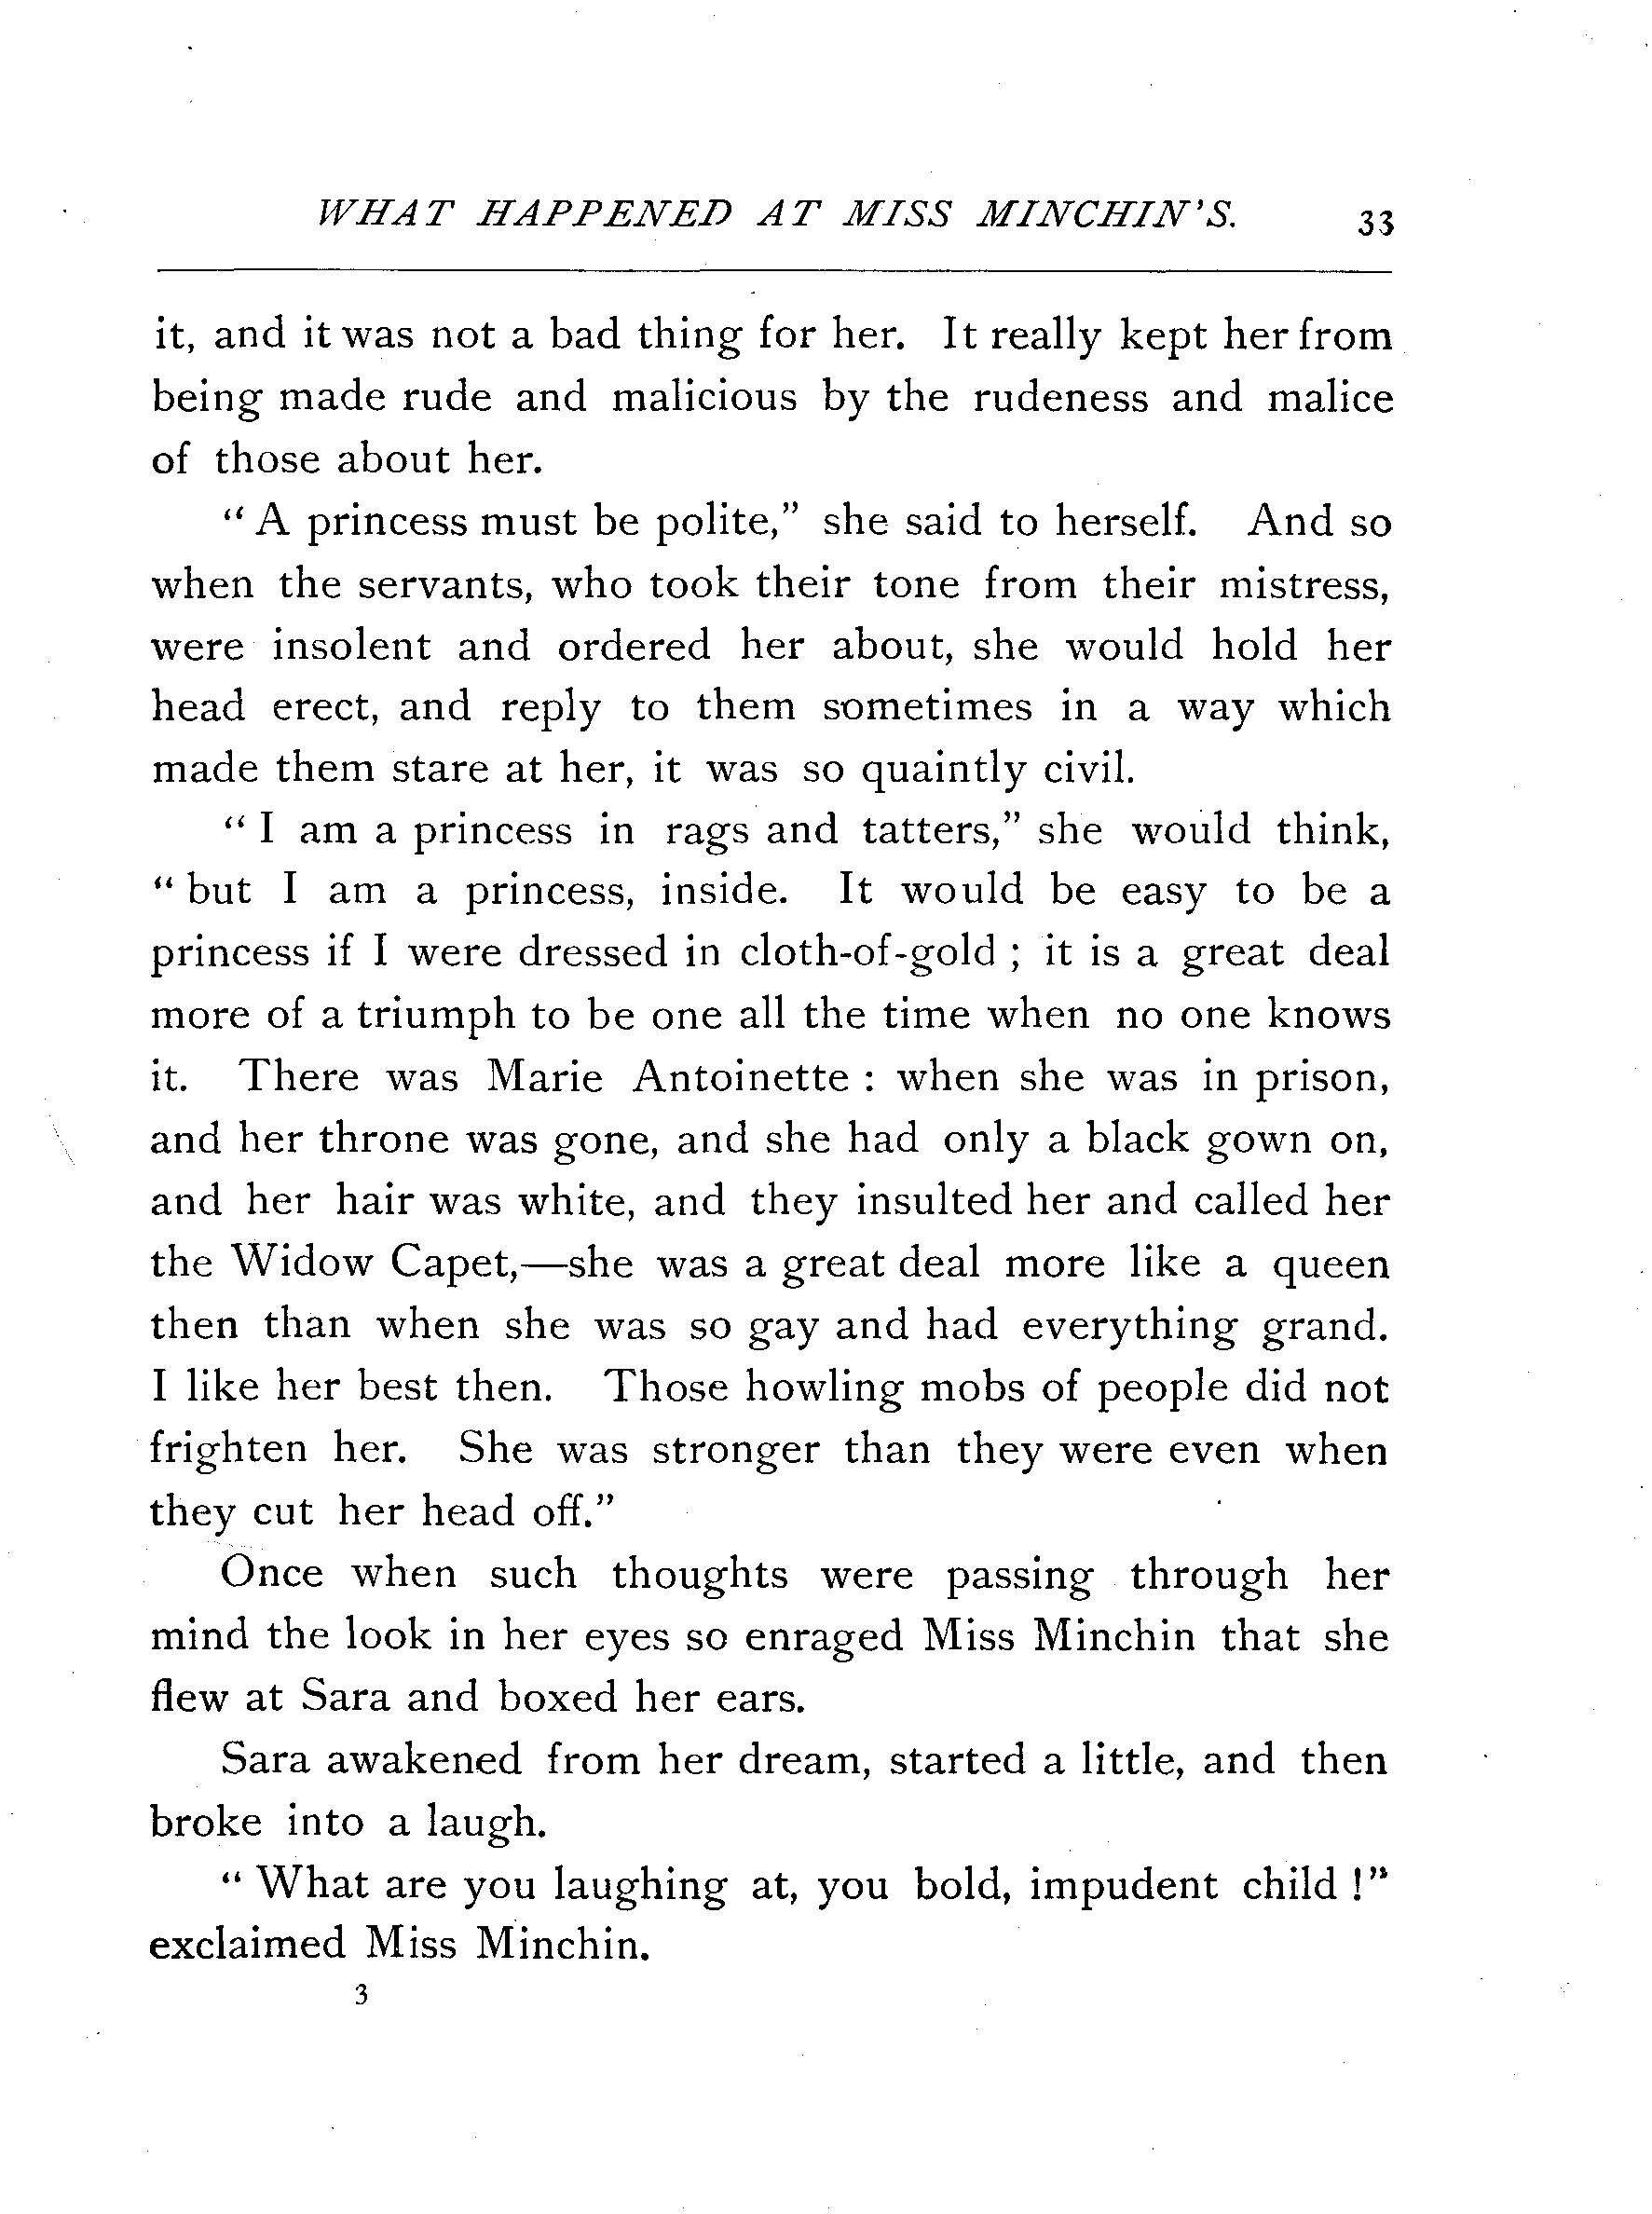 WHAT HAPPENED AT MISS MINCHIN'S. 33
it, and it was not a bad thing for her. It really kept her from
being made rude and malicious by the rudeness and malice
of those about her.
“ A princess must be polite,” she said to herself. And so
when the servants, who took their tone from their mistress,
were insolent and ordered her about, she would hold her
head erect, and reply to them sometimes in a way which
made them stare at her, it was so quaintly civil.
“ I am a princess in rags and tatters,” she would think,
“ but I am a princess, inside. It would be easy to be a
princess if I were dressed in cloth-of-gold ; it is a great deal
more of a triumph to be one all the time when no one knows
it. There was Marie Antoinette : when she was in prison,
and her throne was gone, and she had only a black gown on,
and her hair was white, and they insulted her and called her
the Widow Capet,—she was a great deal more like a queen
then than when she was so gay and had everything grand.
I like her best then. Those howling mobs of people did not
frighten her. She was stronger than they were even when
they cut her head off.”
Once when such thoughts were passing through her
mind the look in her eyes so enraged Miss Minchin that she
flew at Sara and boxed her ears.
Sara awakened from her dream, started a little, and then
broke into a laugh.
“ What are you laughing at, you bold, impudent child !”
exclaimed Miss Minchin.
3